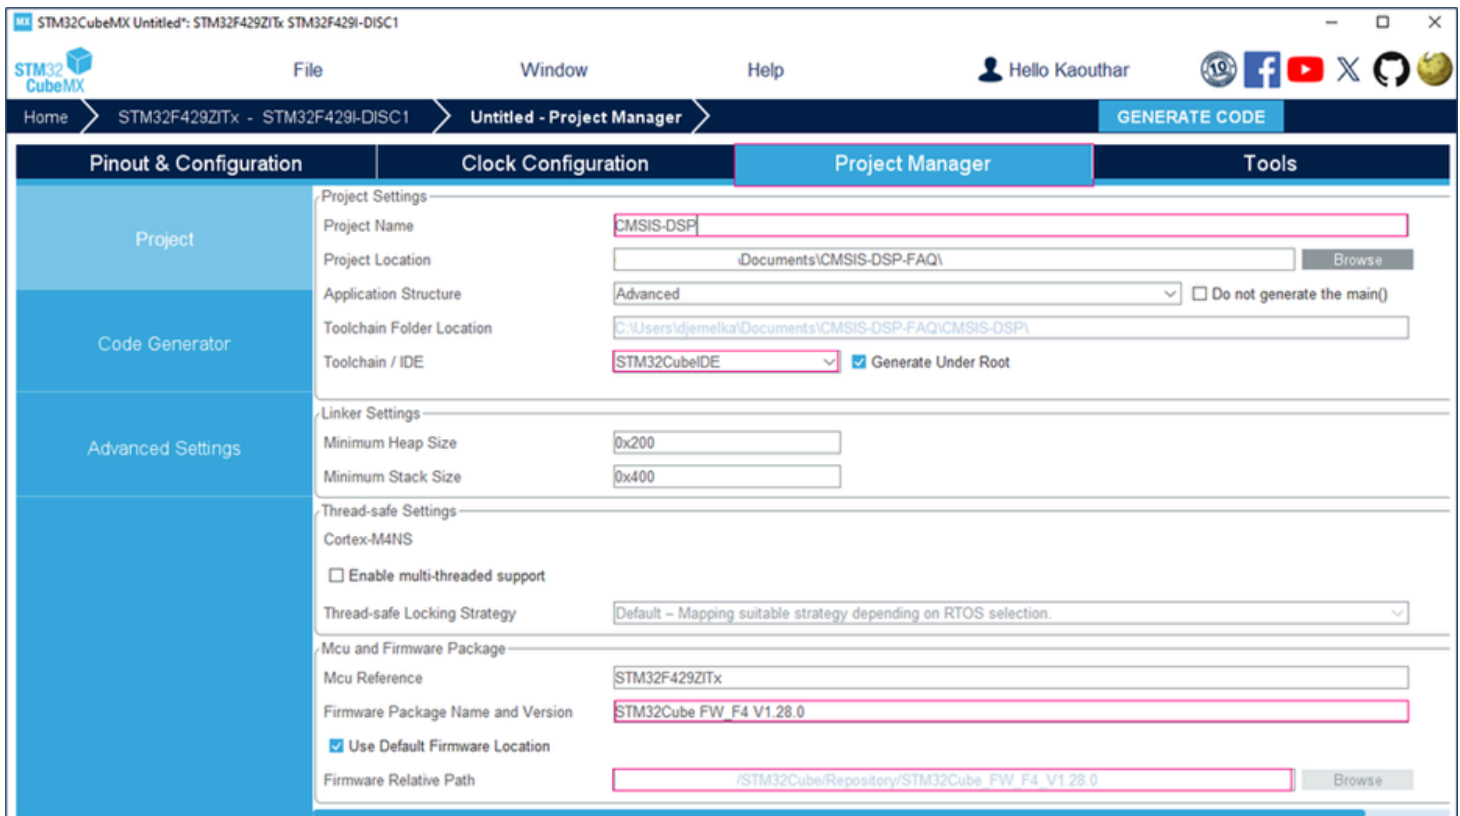 MX STM32CubeMX Untitled*: STM32F429ZITx STM32F429I-DISC1
STM32 CubeMX
File Window Help Hello Kaouthar 10
Home STM32F429ZITx - STM32F429I-DISC1 Untitled - Project Manager GENERATE CODE
Pinout & Configuration Clock Configuration Project Manager Tools
Project
Code Generator
Advanced Settings
Project Settings
Project Name CMSIS-DSP
Project Location \Documents\CMSIS-DSP-FAQ\ Browse
Application Structure Advanced Do not generate the main()
Toolchain Folder Location C:\Users\djemelka\Documents\CMSIS-DSP-FAQ\CMSIS-DSP\
Toolchain / IDE STM32CubeIDE Generate Under Root
Linker Settings
Minimum Heap Size 0x200
Minimum Stack Size 0x400
Thread-safe Settings
Cortex-M4NS
Enable multi-threaded support
Thread-safe Locking Strategy Default – Mapping suitable strategy depending on RTOS selection.
Mcu and Firmware Package
Mcu Reference STM32F429ZITx
Firmware Package Name and Version STM32Cube FW_F4 V1.28.0
Use Default Firmware Location
Firmware Relative Path /STM32Cube/Repository/STM32Cube_FW_F4_V1.28.0 Browse